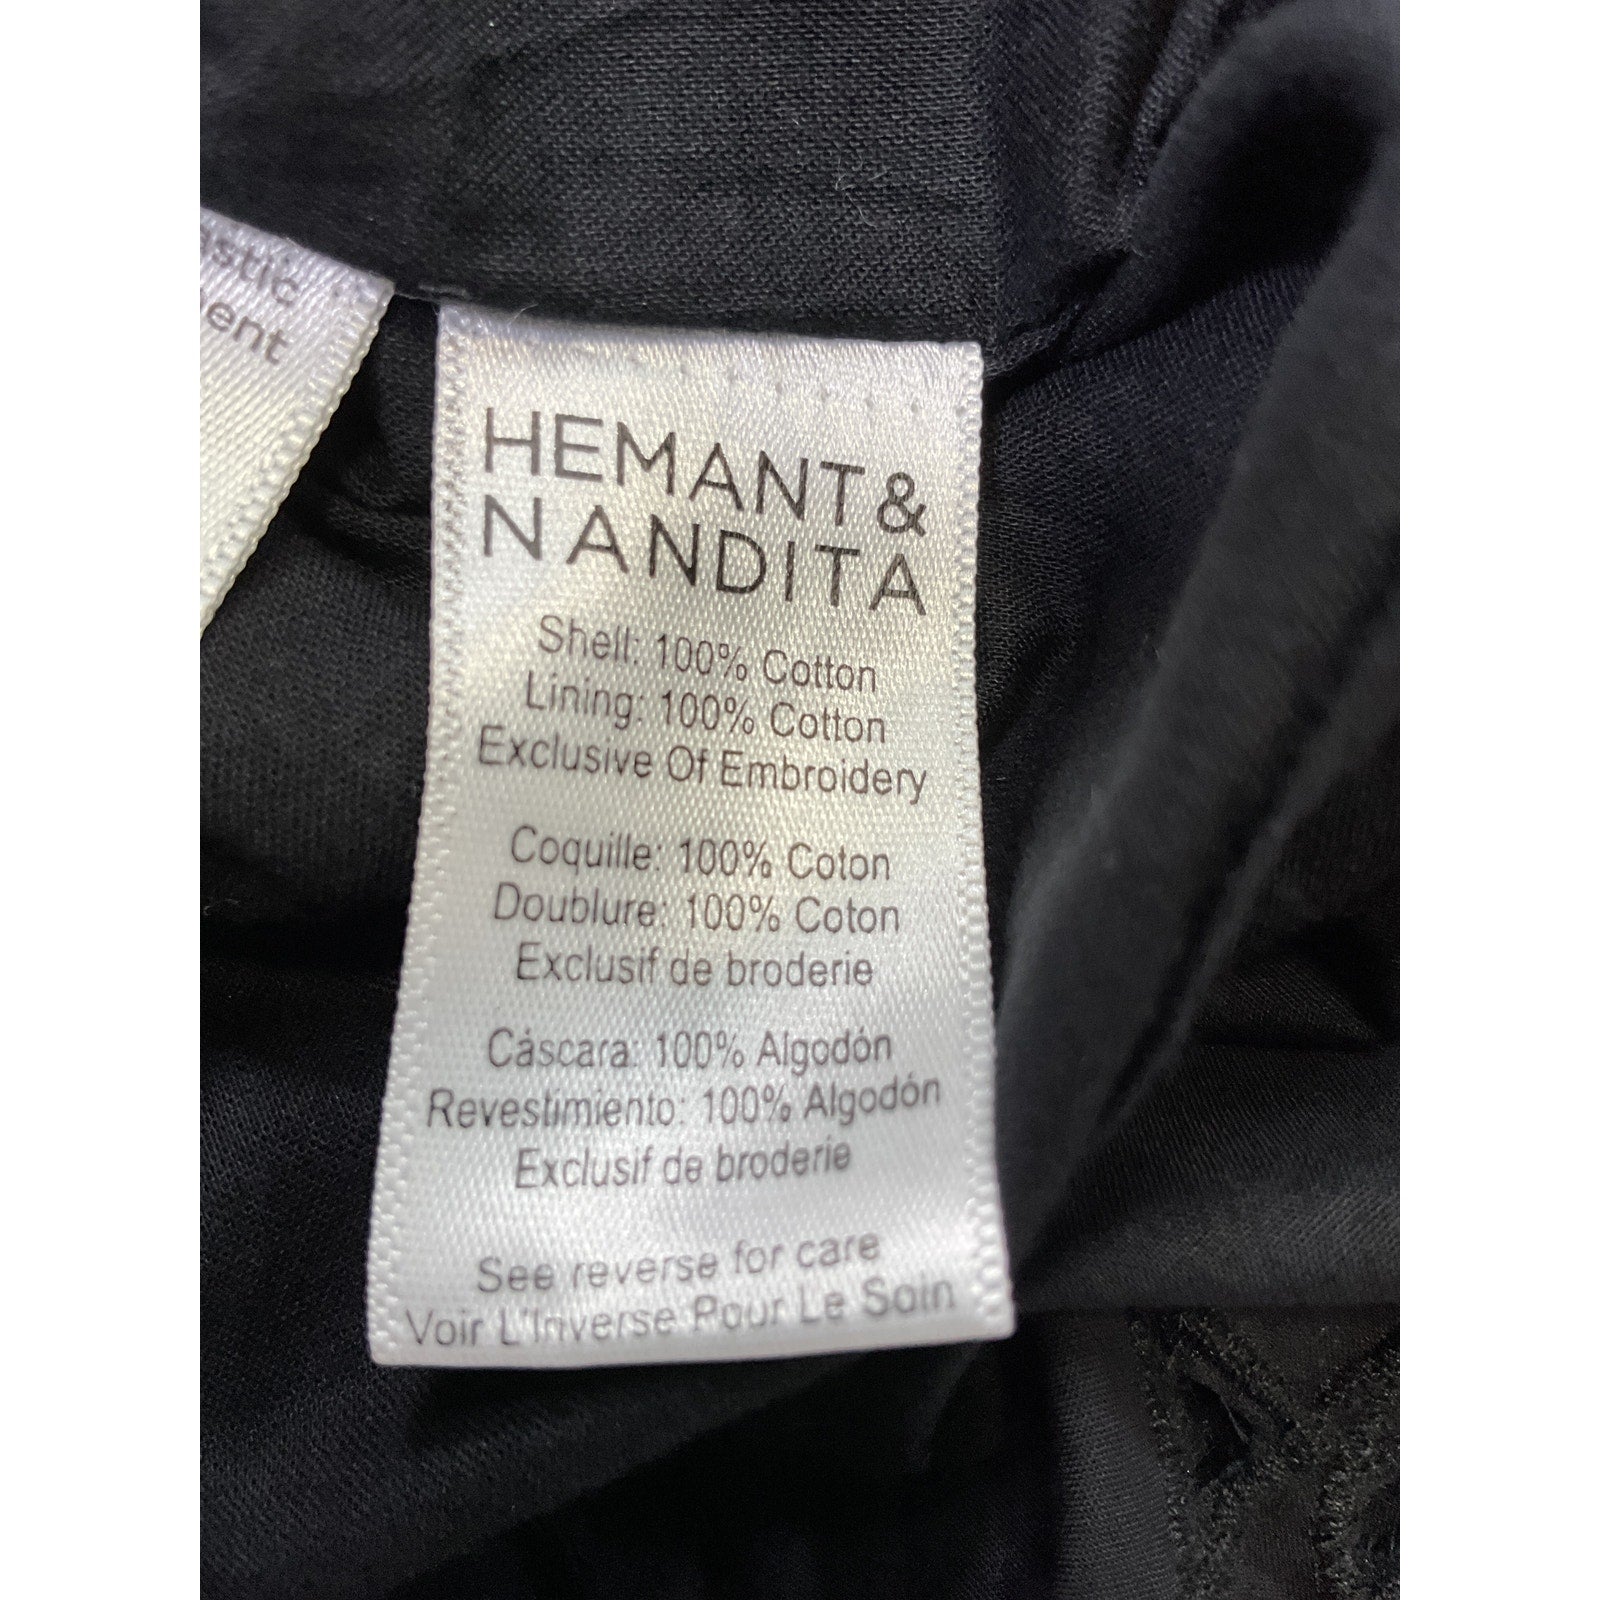 ent
HEMANT&
NANDITA
Shell: 100% Cotton
Lining: 100% Cotton
Exclusive Of Embroidery
Coquille: 100% Coton
Doublure: 100% Coton
Exclusif de broderie
Cáscara: 100% Algodón
Revestimiento: 100% Algodón
Exclusif de broderie
See reverse for care
Voir L'Inverse Pour Le Soin